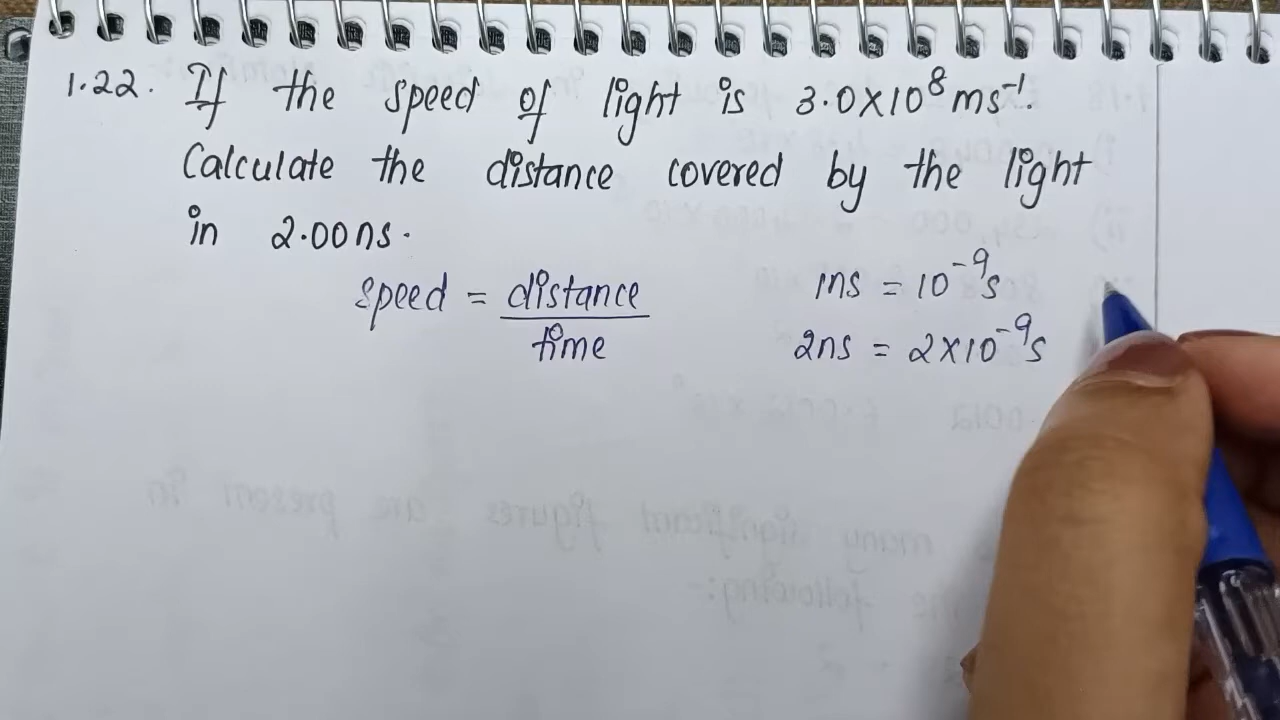 1.22. If the speed of light is 3.0×10⁸ ms⁻¹.
Calculate the distance covered by the light
in 2.00ns.
speed = distance / time
1ns = 10⁻⁹s
2ns = 2×10⁻⁹s